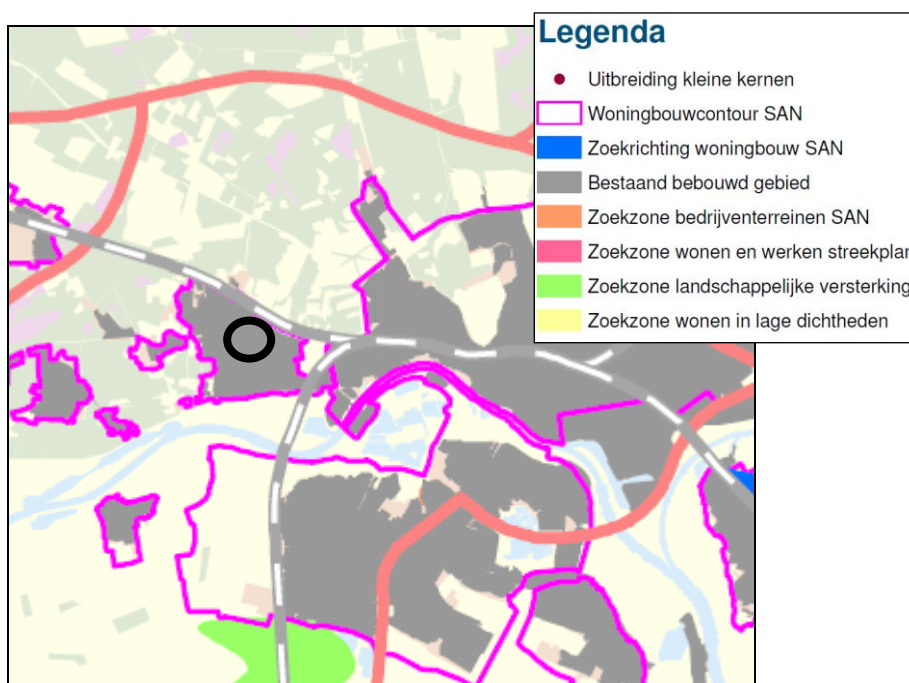 Legenda
Uitbreiding kleine kernen
Woningbouwcontour SAN
Zoekrichting woningbouw SAN
Bestaand bebouwd gebied
Zoekzone bedrijventerreinen SAN
Zoekzone wonen en werken streekplan
Zoekzone landschappelijke versterking
Zoekzone wonen in lage dichtheden